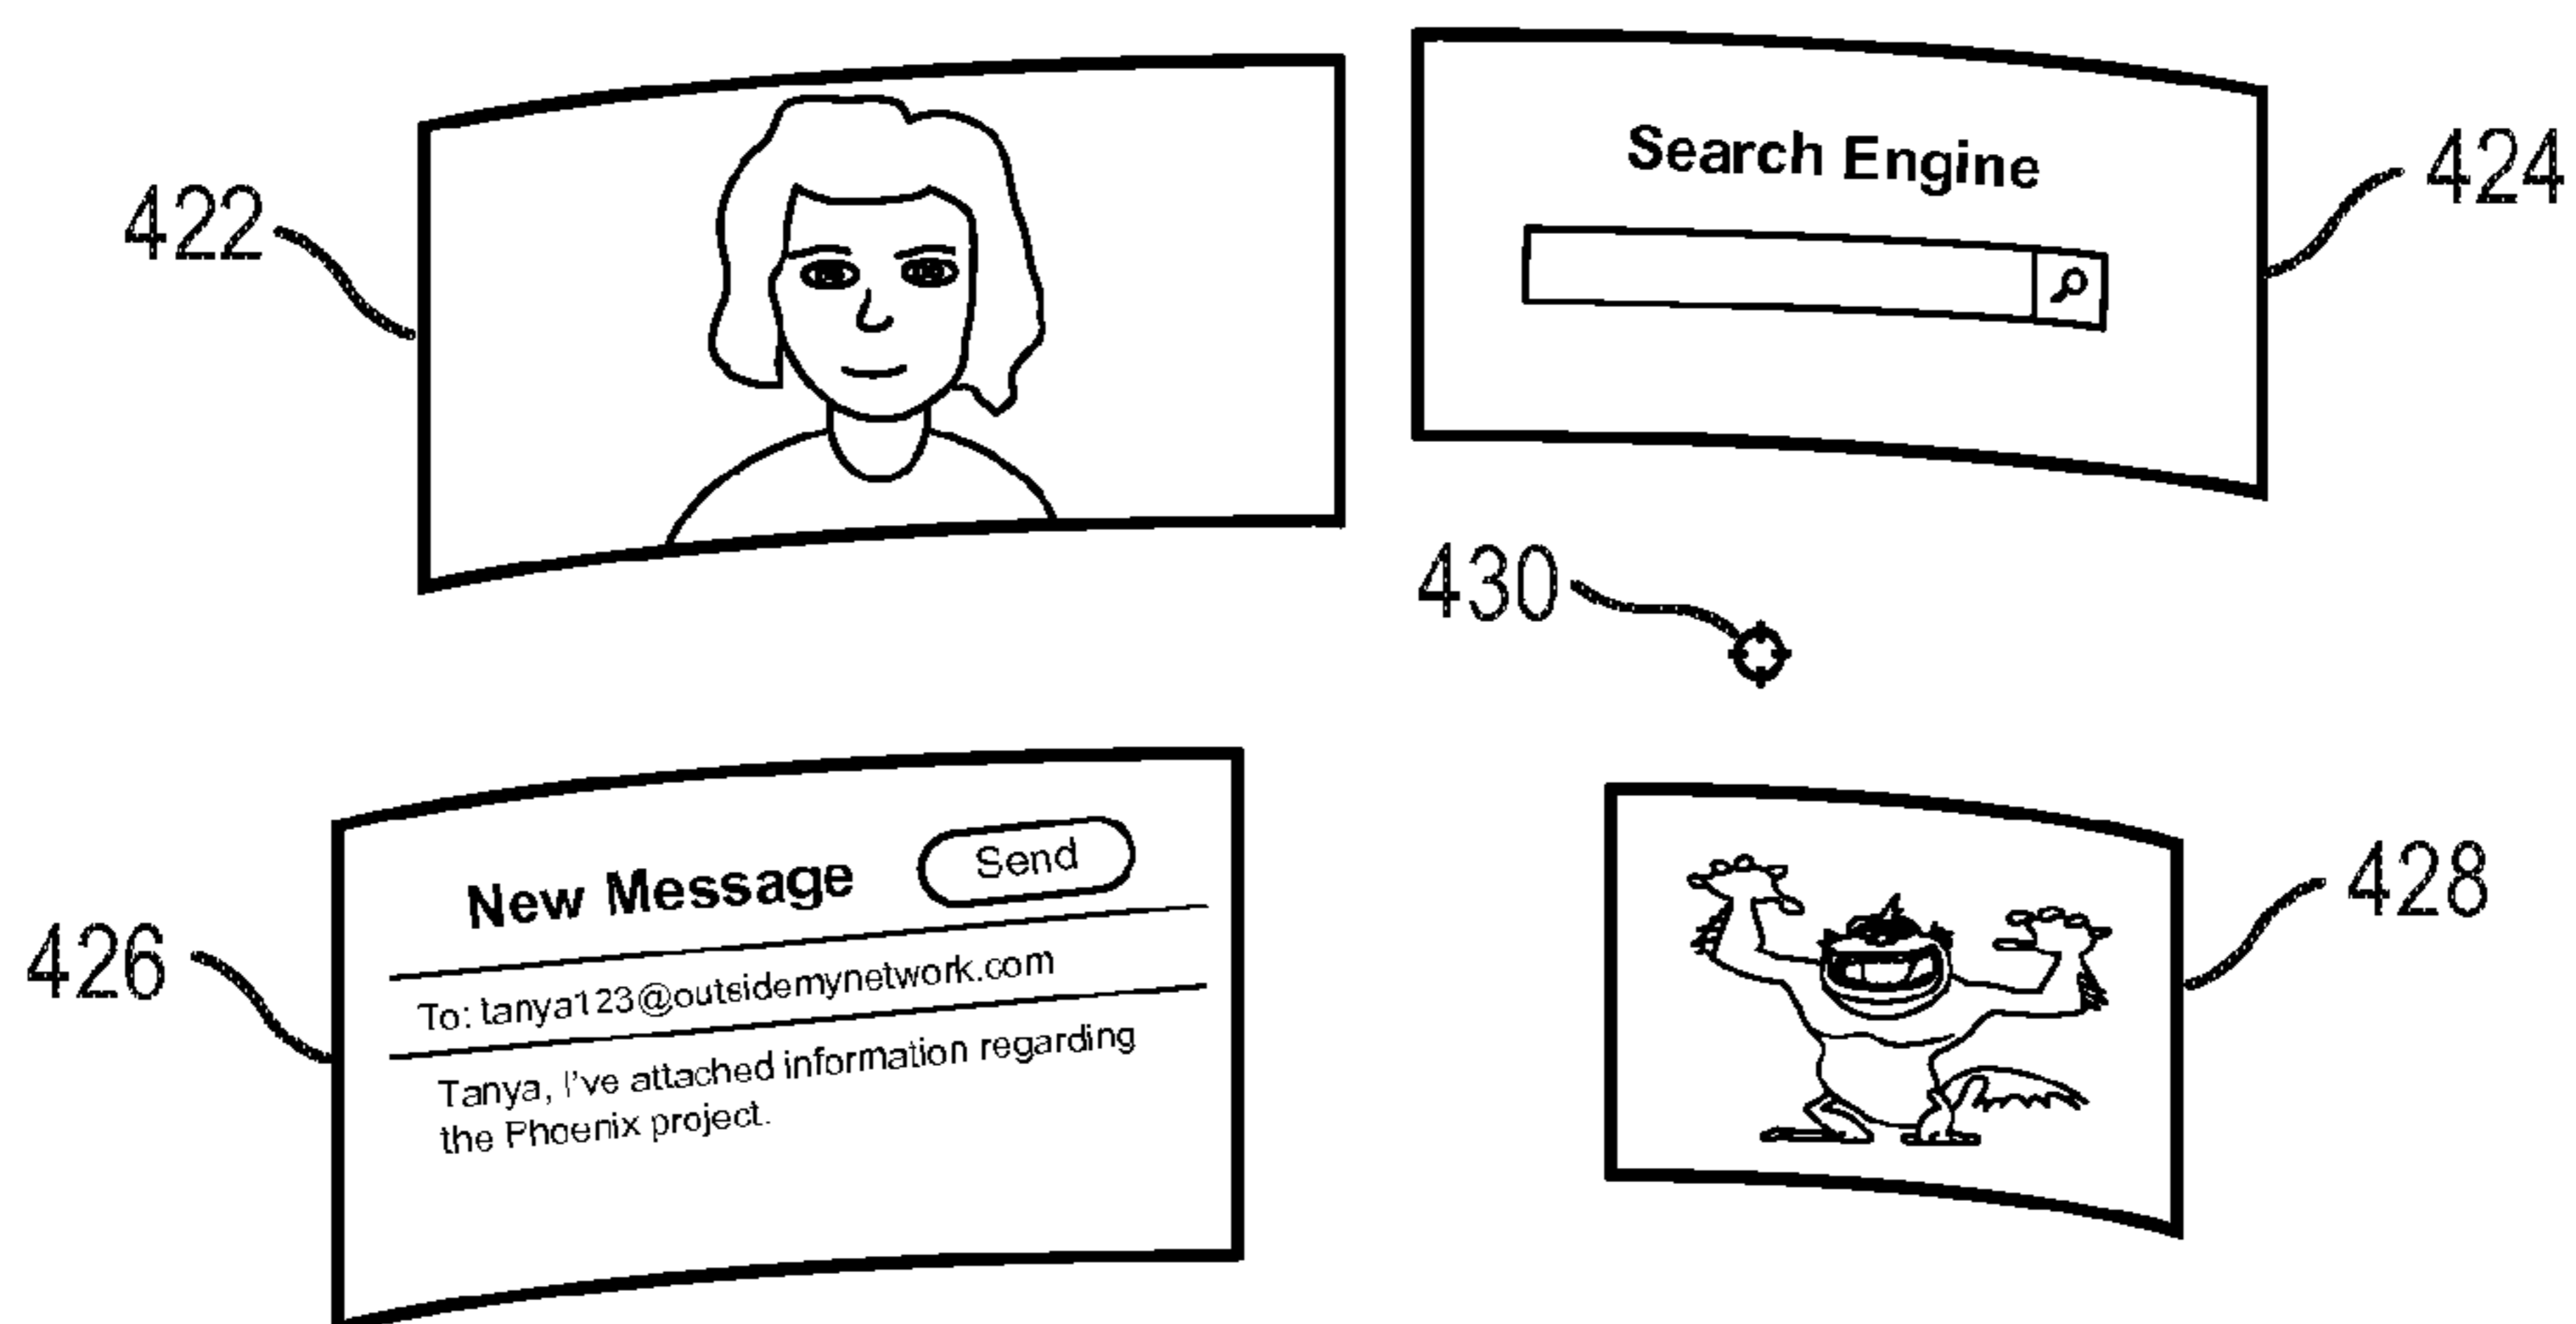 422
Search Engine
424
430
New Message
Send
To: tanya123@outsidemynetwork.com
Tanya, I've attached information regarding
the Phoenix project.
426
428